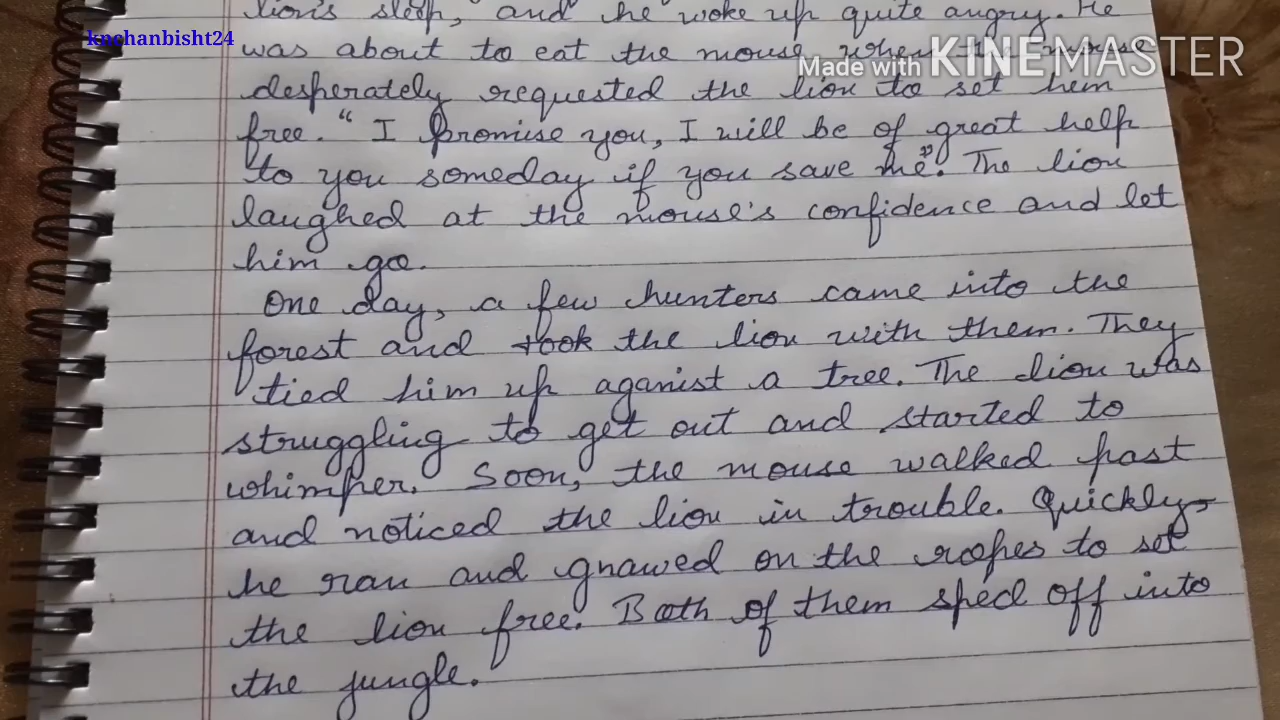 lion's sleep, and he woke up quite angry. He
knchanbisht24
was about to eat the mouse when the mouse
Made with KINEMASTER
desperately requested the lion to set him
free. "I promise you, I will be of great help
to you someday if you save me". The lion
laughed at the mouse's confidence and let
him go.
One day, a few hunters came into the
forest and took the lion with them. They
tied him up aganist a tree. The lion was
struggling to get out and started to
whimper. Soon, the mouse walked past
and noticed the lion in trouble. Quickly,
he ran and gnawed on the ropes to set
the lion free. Both of them sped off into
the jungle.